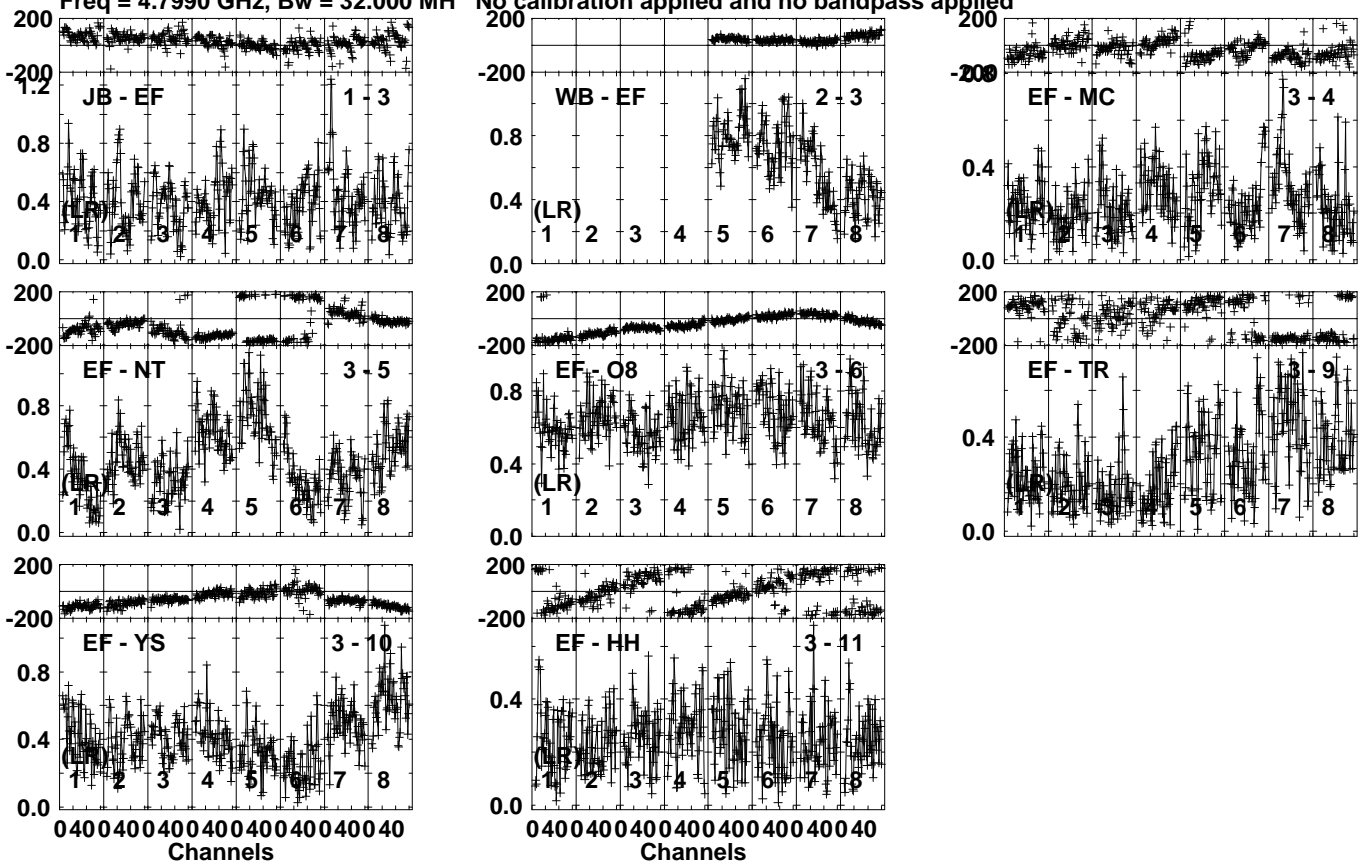 Freq = 4.7990 GHz, Bw = 32.000 MH   No calibration applied and no bandpass applied
200
-200
1.2
0.8
0.4
0.0
JB - EF
1 - 3
(LR)
1 2 3 4 5 6 7 8
200
-200
0.8
0.4
0.0
WB - EF
2 - 3
(LR)
1 2 3 4 5 6 7 8
200
-200
0.8
0.4
0.0
EF - MC
3 - 4
(LR)
1 2 3 4 5 6 7 8
200
-200
0.8
0.4
0.0
EF - NT
3 - 5
(LR)
1 2 3 4 5 6 7 8
200
-200
0.8
0.4
0.0
EF - O8
3 - 6
(LR)
1 2 3 4 5 6 7 8
200
-200
0.4
0.0
EF - TR
3 - 9
(LR)
1 2 3 4 5 6 7 8
200
-200
0.8
0.4
0.0
EF - YS
3 - 10
(LR)
1 2 3 4 5 6 7 8
0 40 0 40 0 40 0 40 0 40 0 40 0 40 0 40
Channels
200
-200
0.4
0.0
EF - HH
3 - 11
(LR)
1 2 3 4 5 6 7 8
0 40 0 40 0 40 0 40 0 40 0 40 0 40 0 40
Channels